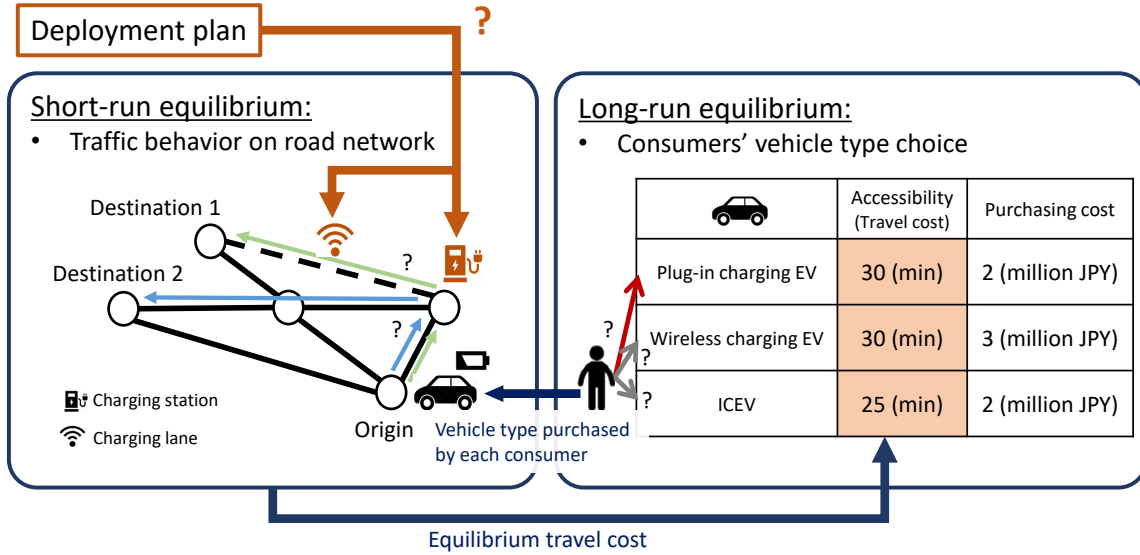 Deployment plan
?
Short-run equilibrium:
• Traffic behavior on road network
Destination 1
Destination 2
?
?
Origin
Charging station
Charging lane
Vehicle type purchased
by each consumer
Long-run equilibrium:
• Consumers' vehicle type choice
Accessibility
(Travel cost)
Purchasing cost
Plug-in charging EV
30 (min)
2 (million JPY)
Wireless charging EV
30 (min)
3 (million JPY)
ICEV
25 (min)
2 (million JPY)
?
?
?
Equilibrium travel cost